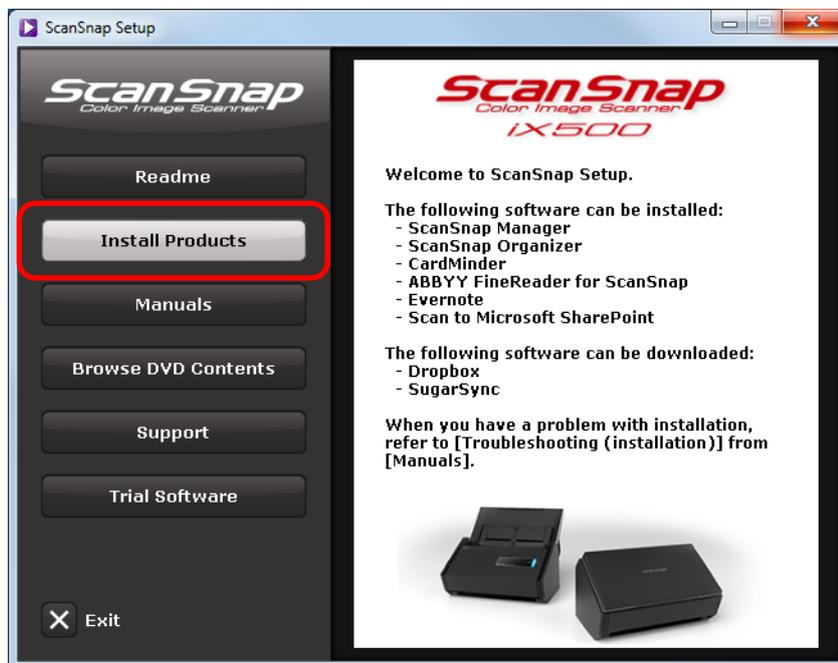 ScanSnap Setup
ScanSnap
Color Image Scanner
Readme
Install Products
Manuals
Browse DVD Contents
Support
Trial Software
Exit
ScanSnap
Color Image Scanner
iX500
Welcome to ScanSnap Setup.
The following software can be installed:
- ScanSnap Manager
- ScanSnap Organizer
- CardMinder
- ABBYY FineReader for ScanSnap
- Evernote
- Scan to Microsoft SharePoint
The following software can be downloaded:
- Dropbox
- SugarSync
When you have a problem with installation,
refer to [Troubleshooting (installation)] from
[Manuals].